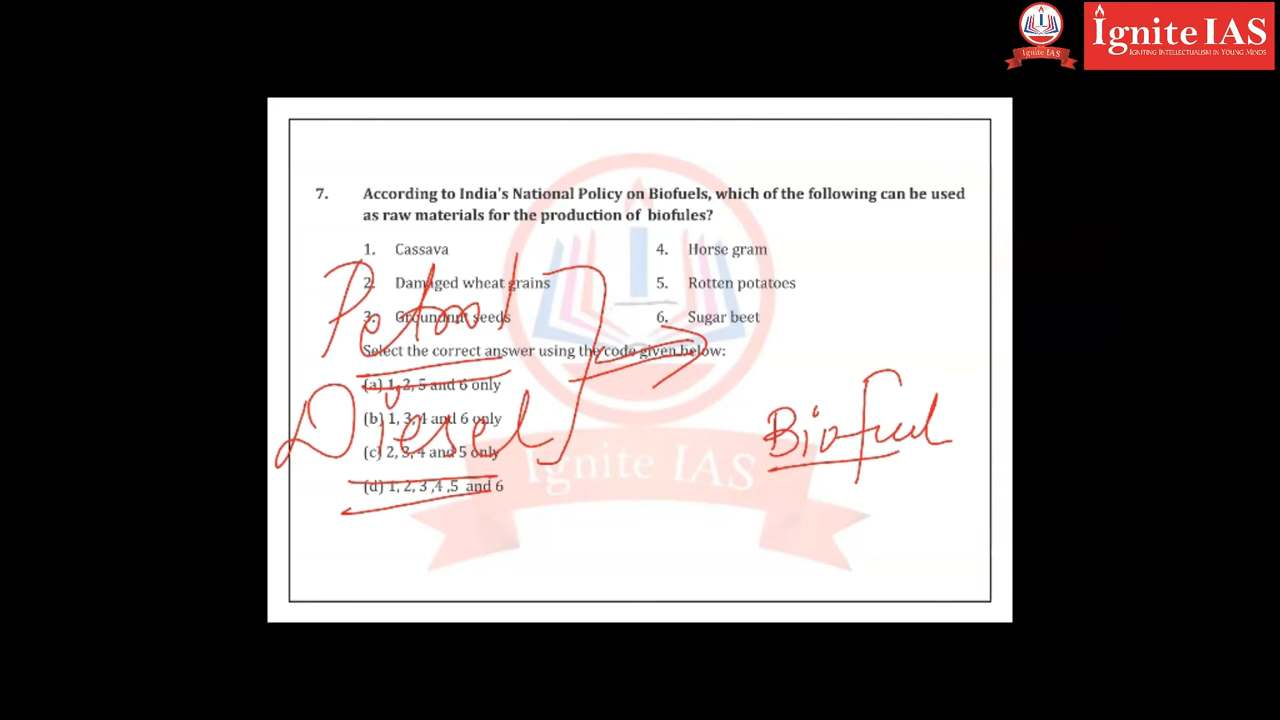 Ignite IAS
Ignite IAS
IGNITING INTELLECTUALISM IN YOUNG MINDS
7. According to India's National Policy on Biofuels, which of the following can be used
as raw materials for the production of biofules?
1. Cassava 4. Horse gram
2. Damaged wheat grains 5. Rotten potatoes
3. Groundnut seeds 6. Sugar beet
Select the correct answer using the code given below:
(a) 1, 2, 5 and 6 only
(b) 1, 3, 4 and 6 only
(c) 2, 3, 4 and 5 only
(d) 1, 2, 3 ,4 ,5 and 6
Petrol
Diesel
Biofuel
Ignite IAS